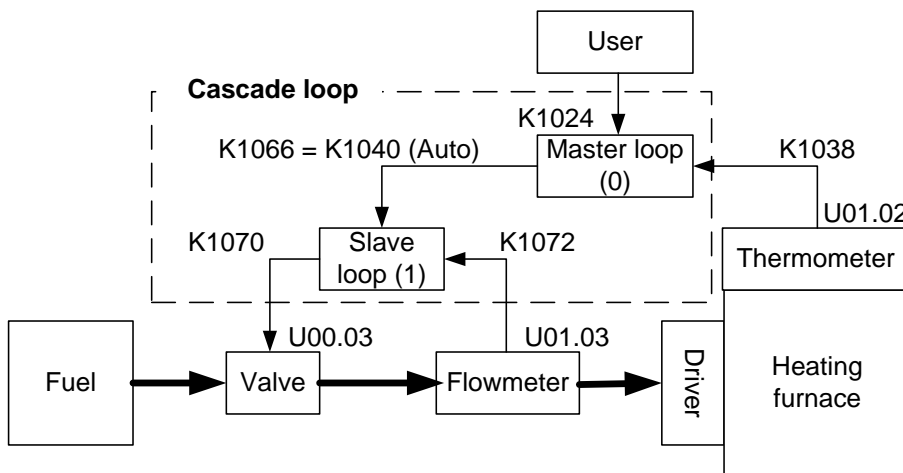 User
Cascade loop
K1024
K1066 = K1040 (Auto)
Master loop
(0)
K1038
U01.02
K1070
Slave
loop (1)
K1072
Thermometer
U00.03
U01.03
Fuel
Valve
Flowmeter
Driver
Heating
furnace